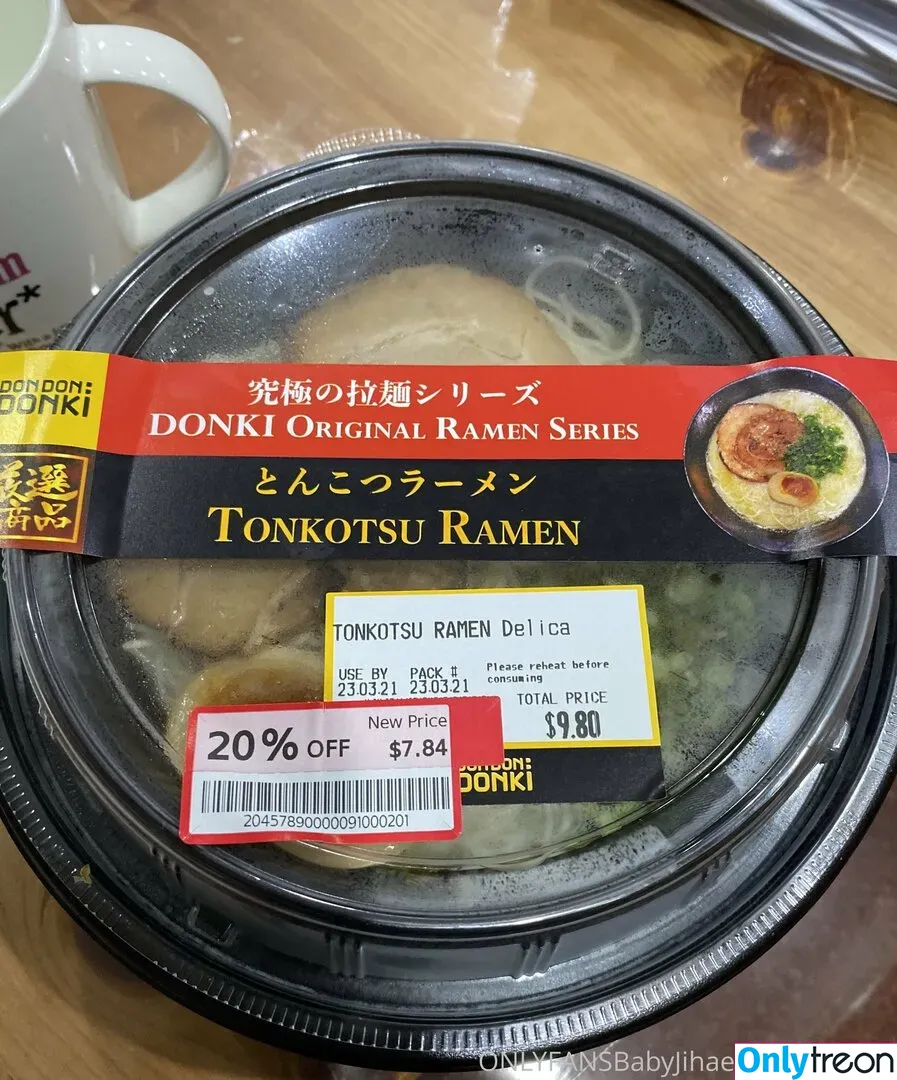 m
r*
DON DON
DONKi
厳選
商品
究極の拉麺シリーズ
DONKI ORIGINAL RAMEN SERIES
とんこつラーメン
TONKOTSU RAMEN
TONKOTSU RAMEN Delica
USE BY PACK # Please reheat before
consuming
23.03.21 23.03.21
TOTAL PRICE
$9.80
20% OFF New Price
$7.84
20457890000091000201
DON DON:
DONKi
ONLYFANSBabyJihae
Onlytreon